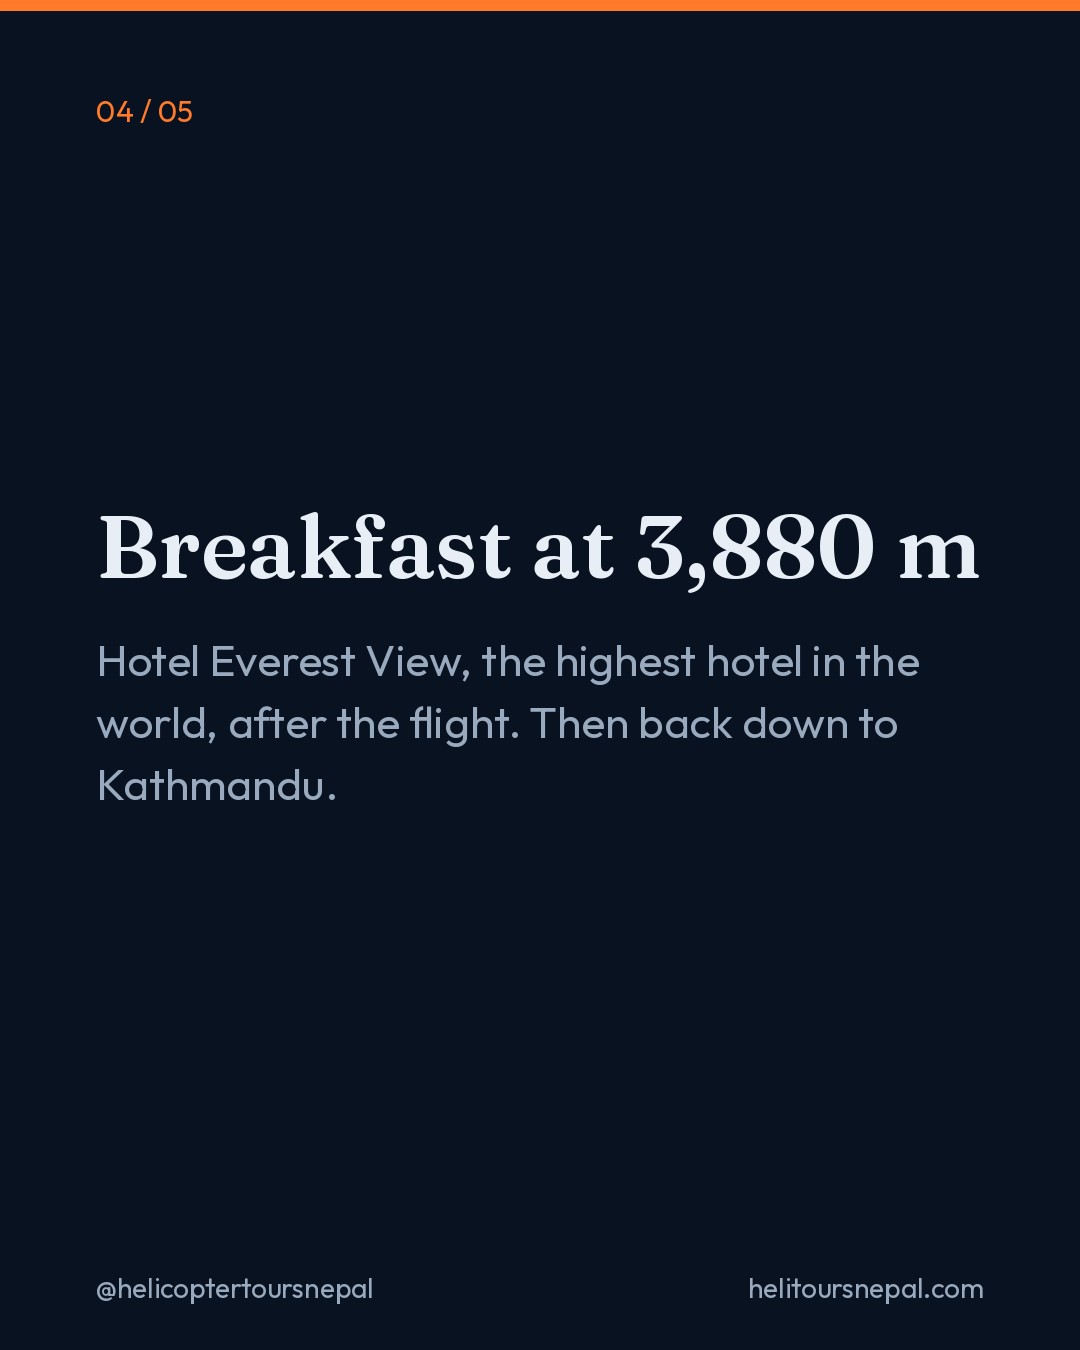 04 / 05
Breakfast at 3,880 m
Hotel Everest View, the highest hotel in the
world, after the flight. Then back down to
Kathmandu.
@helicoptertoursnepal
helitoursnepal.com